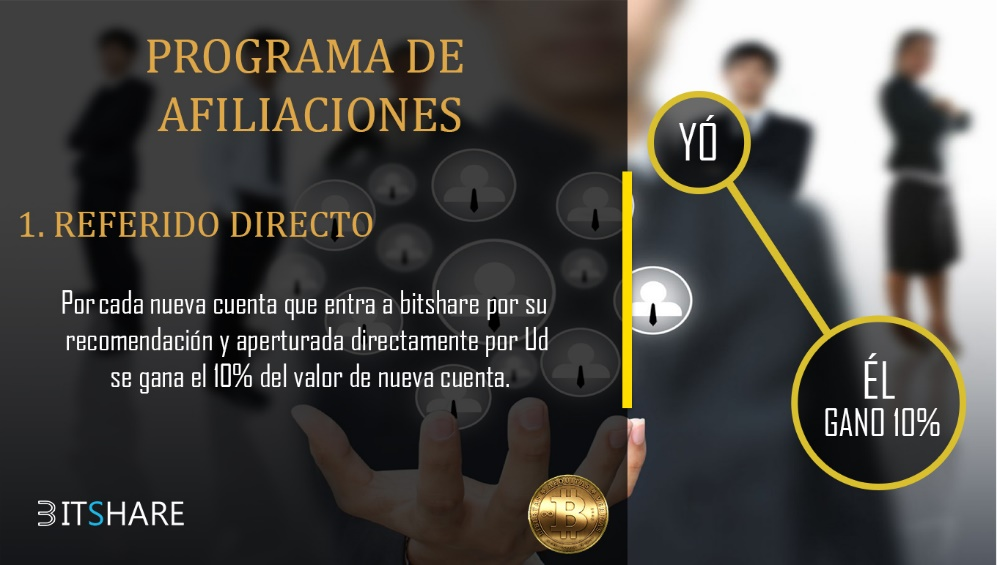 PROGRAMA DE
AFILIACIONES
1. REFERIDO DIRECTO
Por cada nueva cuenta que entra a bitshare por su
recomendación y aperturada directamente por Ud
se gana el 10% del valor de nueva cuenta.
BITSHARE
YÓ
ÉL
GANO 10%